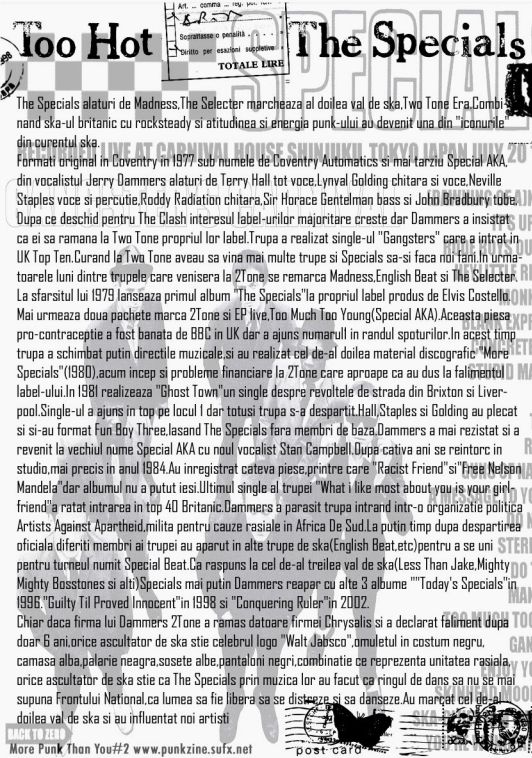 Art. ... comma ... reg. pol.
Soprattasse o penalità . . . .
Diritto per esazioni suppletive
TOTALE LIRE
Too Hot
The Specials
SPECIAL
The Specials alaturi de Madness,The Selecter marcheaza al doilea val de ska,Two Tone Era.Combi-
nand ska-ul britanic cu rocksteady si atitudinea si energia punk-ului au devenit una din "iconurile"
din curentul ska.
RECORDED LIVE AT CARNIVAL HOUSE SHINJUKU, TOKYO JAPAN JULY 20
Formati original in Coventry in 1977 sub numele de Coventry Automatics si mai tarziu Special AKA,
din vocalistul Jerry Dammers alaturi de Terry Hall tot voce,Lynval Golding chitara si voce,Neville
Staples voce si percutie,Roddy Radiation chitara,Sir Horace Gentelman bass si John Bradbury tobe.
Dupa ce deschid pentru The Clash interesul label-urilor majoritare creste dar Dammers a insistat
ca ei sa ramana la Two Tone propriul lor label.Trupa a realizat single-ul "Gangsters" care a intrat in
UK Top Ten.Curand la Two Tone aveau sa vina mai multe trupe si Specials sa-si faca noi fani.In urma-
toarele luni dintre trupele care venisera la 2Tone se remarca Madness,English Beat si The Selecter.
La sfarsitul lui 1979 lanseaza primul album "The Specials"la propriul label produs de Elvis Costello.
Mai urmeaza doua pachete marca 2Tone si EP live,Too Much Too Young(Special AKA).Aceasta piesa
pro-contraceptie a fost banata de BBC in UK dar a ajuns numarull in randul spoturilor.In acest timp
trupa a schimbat putin directile muzicale,si au realizat cel de-al doilea material discografic "More
Specials"(1980),acum incep si probleme financiare la 2Tone care aproape ca au dus la falimentul
label-ului.In 1981 realizeaza "Ghost Town"un single despre revoltele de strada din Brixton si Liver-
pool.Single-ul a ajuns in top pe locul 1 dar totusi trupa s-a despartit.Hall,Staples si Golding au plecat
si si-au format Fun Boy Three,lasand The Specials fara membri de baza.Dammers a mai rezistat si a
revenit la vechiul nume Special AKA cu noul vocalist Stan Campbell.Dupa cativa ani se reintorc in
studio,mai precis in anul 1984.Au inregistrat cateva piese,printre care "Racist Friend"si"Free Nelson
Mandela"dar albumul nu a putut iesi.Ultimul single al trupei "What i like most about you is your girl-
friend"a ratat intrarea in top 40 Britanic.Dammers a parasit trupa intrand intr-o organizatie politica
Artists Against Apartheid,milita pentru cauze rasiale in Africa De Sud.La putin timp dupa despartirea
oficiala diferiti membri ai trupei au aparut in alte trupe de ska(English Beat,etc)pentru a se uni
pentru turneul numit Special Beat.Ca raspuns la cel de-al treilea val de ska(Less Than Jake,Mighty
Mighty Bosstones si alti)Specials mai putin Dammers reapar cu alte 3 albume ""Today's Specials"in
1996."Guilty Til Proved Innocent"in 1998 si "Conquering Ruler"in 2002.
Chiar daca firma lui Dammers 2Tone a ramas datoare firmei Chrysalis si a declarat faliment dupa
doar 6 ani,orice ascultator de ska stie celebrul logo "Walt Jabsco",omuletul in costum negru,
camasa alba,palarie neagra,sosete albe,pantaloni negri,combinatie ce reprezenta unitatea rasiala,
orice ascultator de ska stie ca The Specials prin muzica lor au facut ca ringul de dans sa nu se mai
supuna Frontului National,ca lumea sa fie libera sa se distreze si sa danseze.Au marcat cel de-al
doilea val de ska si au influentat noi artisti
BACK TO ZERO
post card
More Punk Than You#2 www.punkzine.sufx.net